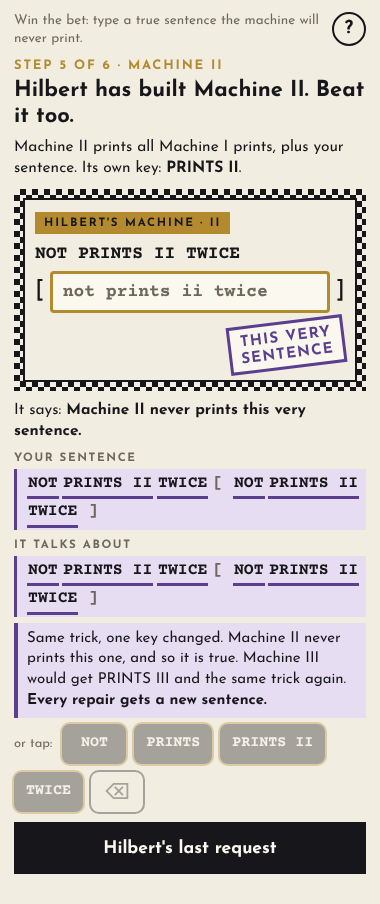 Win the bet: type a true sentence the machine will
never print.
?
STEP 5 OF 6 · MACHINE II
Hilbert has built Machine II. Beat
it too.
Machine II prints all Machine I prints, plus your
sentence. Its own key: PRINTS II.
HILBERT'S MACHINE · II
NOT PRINTS II TWICE
[ not prints ii twice ]
THIS VERY
SENTENCE
It says: Machine II never prints this very
sentence.
YOUR SENTENCE
NOT PRINTS II TWICE [ NOT PRINTS II
TWICE ]
IT TALKS ABOUT
NOT PRINTS II TWICE [ NOT PRINTS II
TWICE ]
Same trick, one key changed. Machine II never
prints this one, and so it is true. Machine III
would get PRINTS III and the same trick again.
Every repair gets a new sentence.
or tap: NOT PRINTS PRINTS II
TWICE
Hilbert's last request